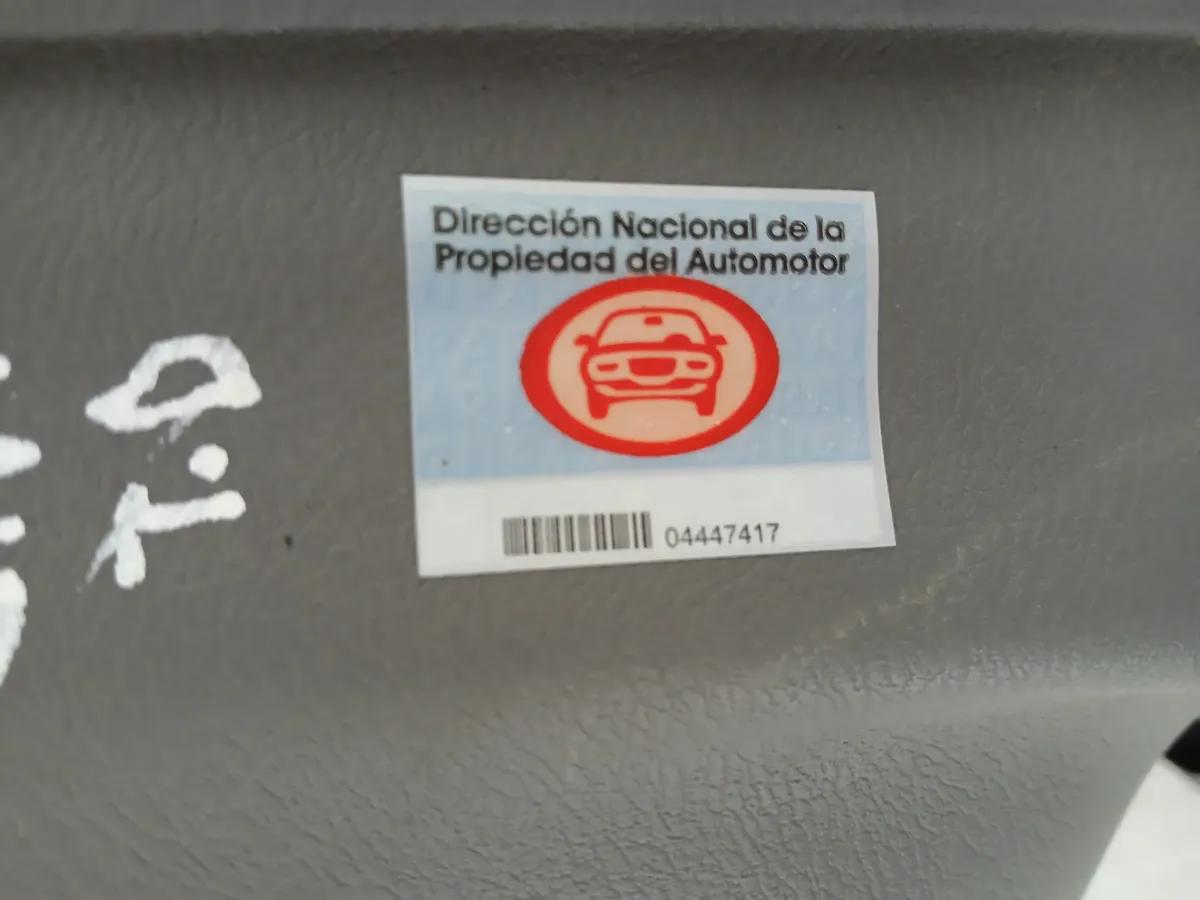 Dirección Nacional de la
Propiedad del Automotor
04447417